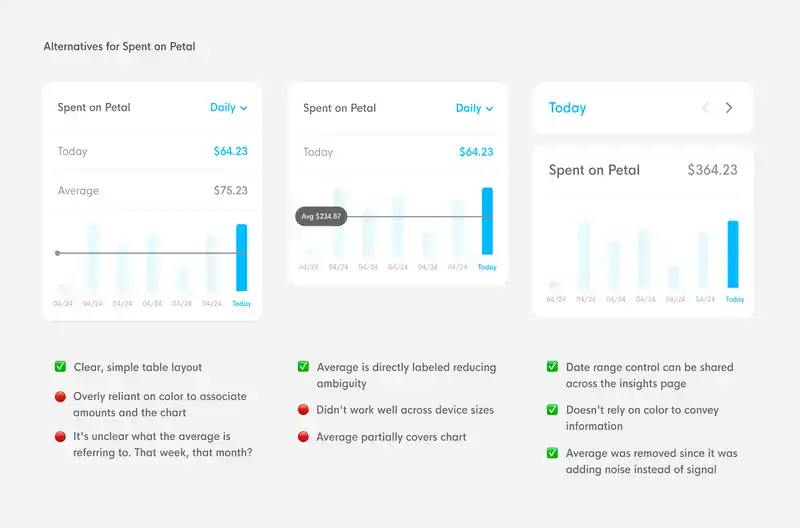 Alternatives for Spent on Petal
Spent on Petal
Daily
Today
$64.23
Average
$75.23
04/24
04/24
04/24
04/24
04/24
04/24
Today
Clear, simple table layout
Overly reliant on color to associate
amounts and the chart
It's unclear what the average is
referring to. That week, that month?
Spent on Petal
Daily
Today
$64.23
Avg $234.87
04/24
04/24
04/24
04/24
04/24
04/24
Today
Average is directly labeled reducing
ambiguity
Didn't work well across device sizes
Average partially covers chart
Today
Spent on Petal
$364.23
04/24
04/24
04/24
04/24
04/24
04/24
Today
Date range control can be shared
across the insights page
Doesn't rely on color to convey
information
Average was removed since it was
adding noise instead of signal